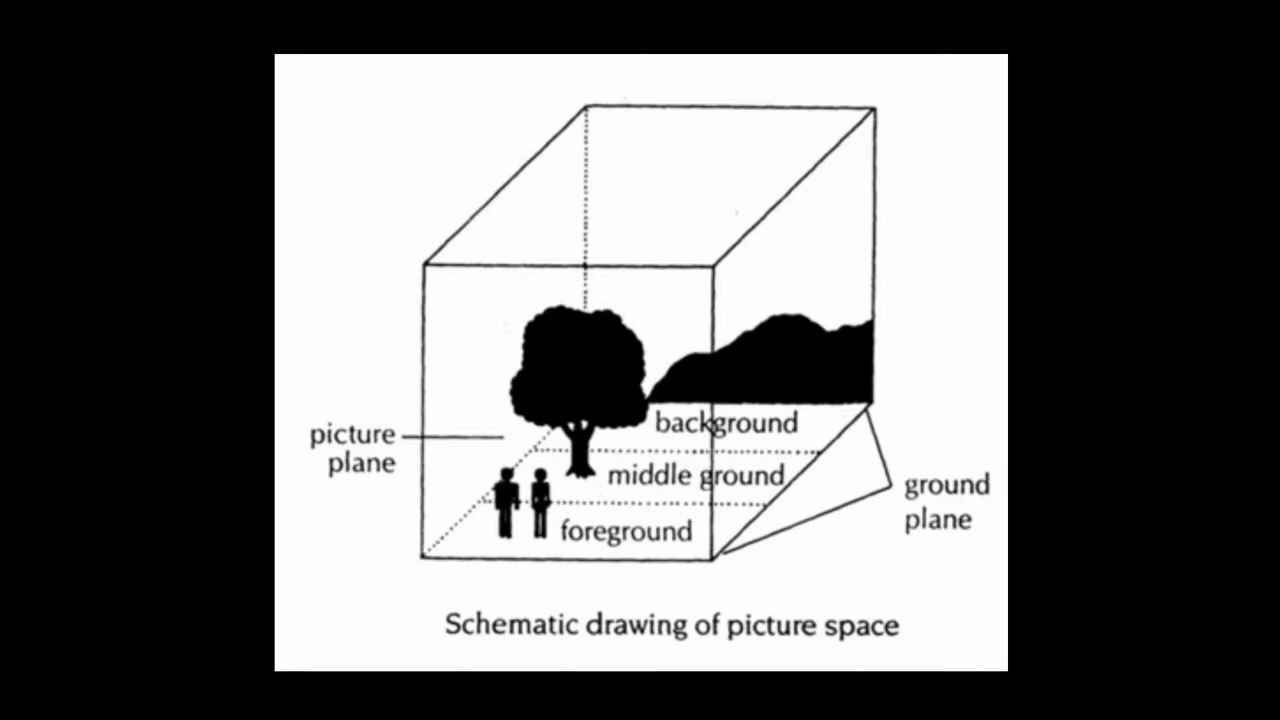 background
picture
plane
middle ground
ground
plane
foreground
Schematic drawing of picture space